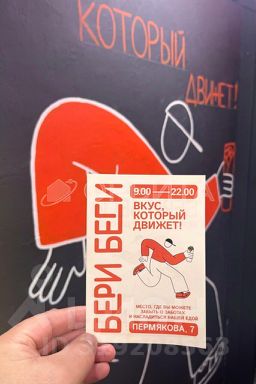 КОТОРЫЙ
ДВИЖЕТ!
БЕРИ БЕГИ
9.00 22.00
ВКУС,
КОТОРЫЙ
ДВИЖЕТ!
МЕСТО, ГДЕ ВЫ МОЖЕТЕ
ЗАБЫТЬ О ЗАБОТАХ
И НАСЛАДИТЬСЯ ВАШЕЙ ЕДОЙ
ПЕРМЯКОВА, 7